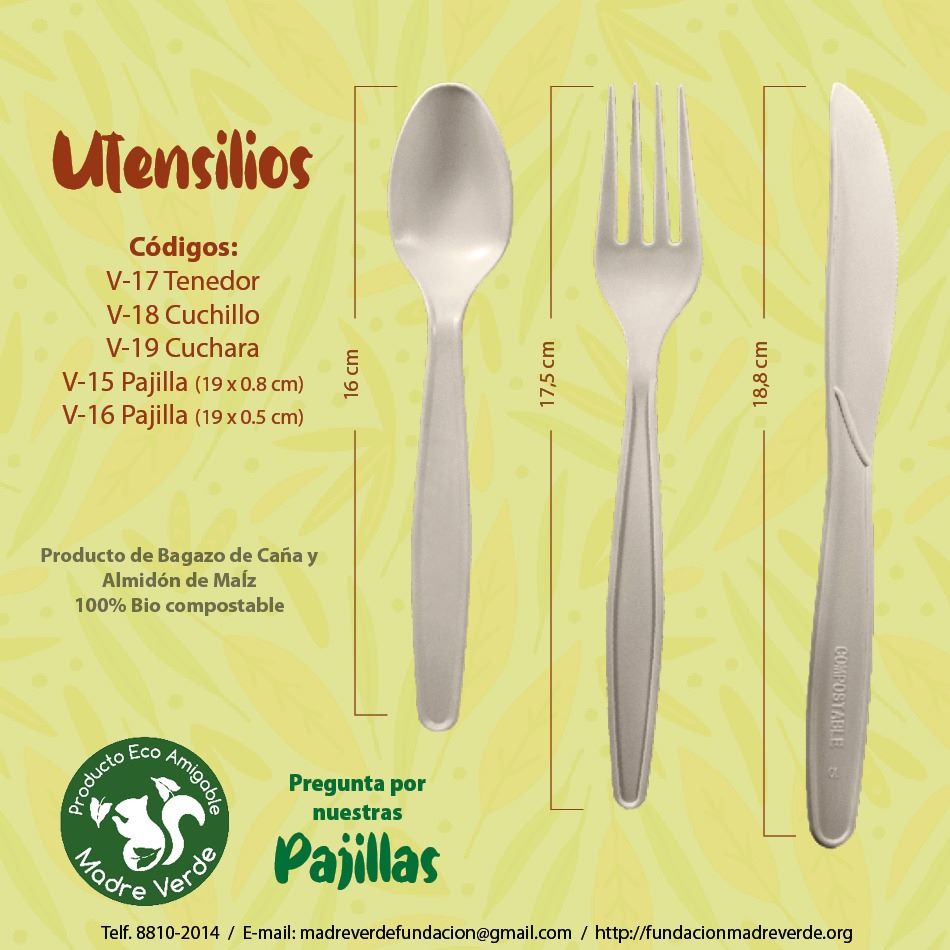 Utensilios
Códigos:
V-17 Tenedor
V-18 Cuchillo
V-19 Cuchara
V-15 Pajilla (19 x 0.8 cm)
V-16 Pajilla (19 x 0.5 cm)
16 cm
17,5 cm
18,8 cm
Producto de Bagazo de Caña y
Almidón de MaÍz
100% Bio compostable
COMPOSTABLE
Producto Eco Amigable
Madre Verde
Pregunta por
nuestras
Pajillas
Telf. 8810-2014 / E-mail: madreverdefundacion@gmail.com / http://fundacionmadreverde.org